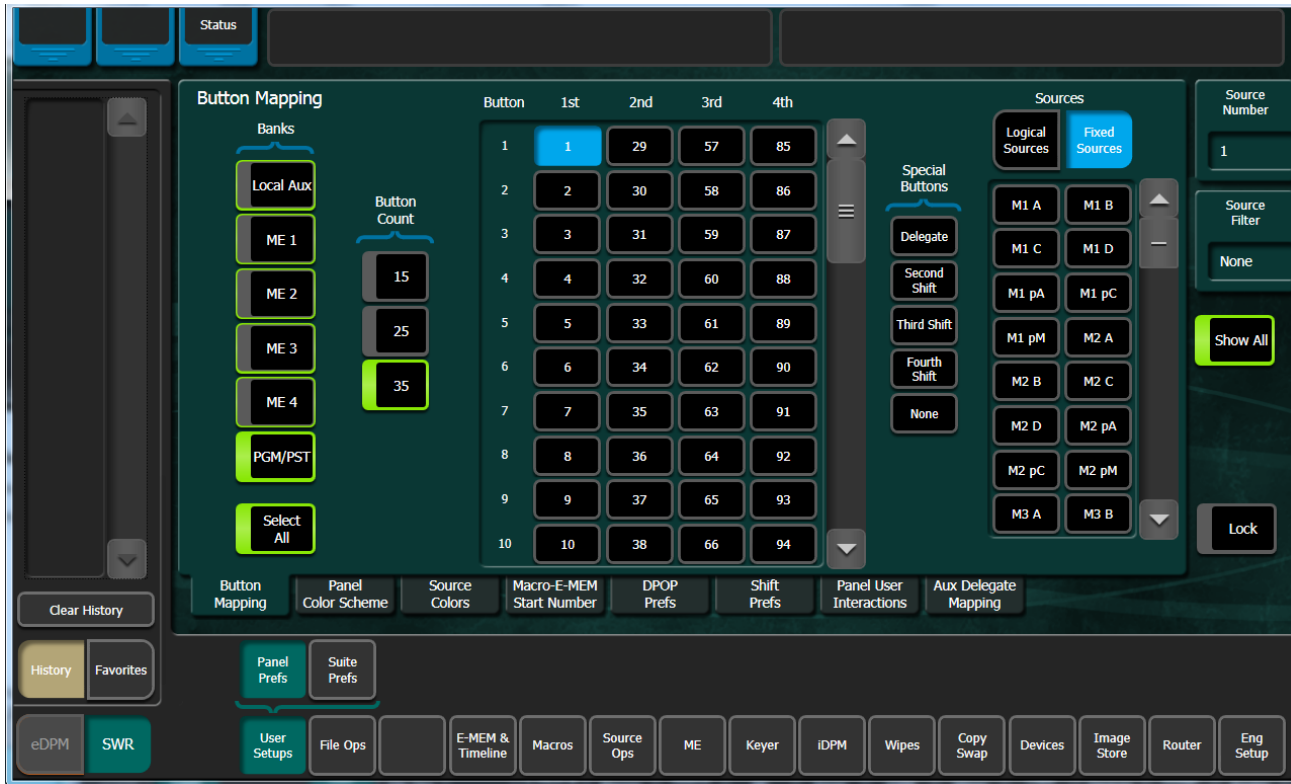 Status
Button Mapping
Banks
Local Aux
ME 1
ME 2
ME 3
ME 4
PGM/PST
Select
All
Button
Count
15
25
35
Button 1st 2nd 3rd 4th
1 1 29 57 85
2 2 30 58 86
3 3 31 59 87
4 4 32 60 88
5 5 33 61 89
6 6 34 62 90
7 7 35 63 91
8 8 36 64 92
9 9 37 65 93
10 10 38 66 94
Special
Buttons
Delegate
Second
Shift
Third Shift
Fourth
Shift
None
Sources
Logical
Sources
Fixed
Sources
M1 A M1 B
M1 C M1 D
M1 pA M1 pC
M1 pM M2 A
M2 B M2 C
M2 D M2 pA
M2 pC M2 pM
M3 A M3 B
Source
Number
1
Source
Filter
None
Show All
Lock
Button
Mapping
Panel
Color Scheme
Source
Colors
Macro-E-MEM
Start Number
DPOP
Prefs
Shift
Prefs
Panel User
Interactions
Aux Delegate
Mapping
Clear History
History
Favorites
Panel
Prefs
Suite
Prefs
eDPM
SWR
User
Setups
File Ops
E-MEM &
Timeline
Macros
Source
Ops
ME
Keyer
iDPM
Wipes
Copy
Swap
Devices
Image
Store
Router
Eng
Setup